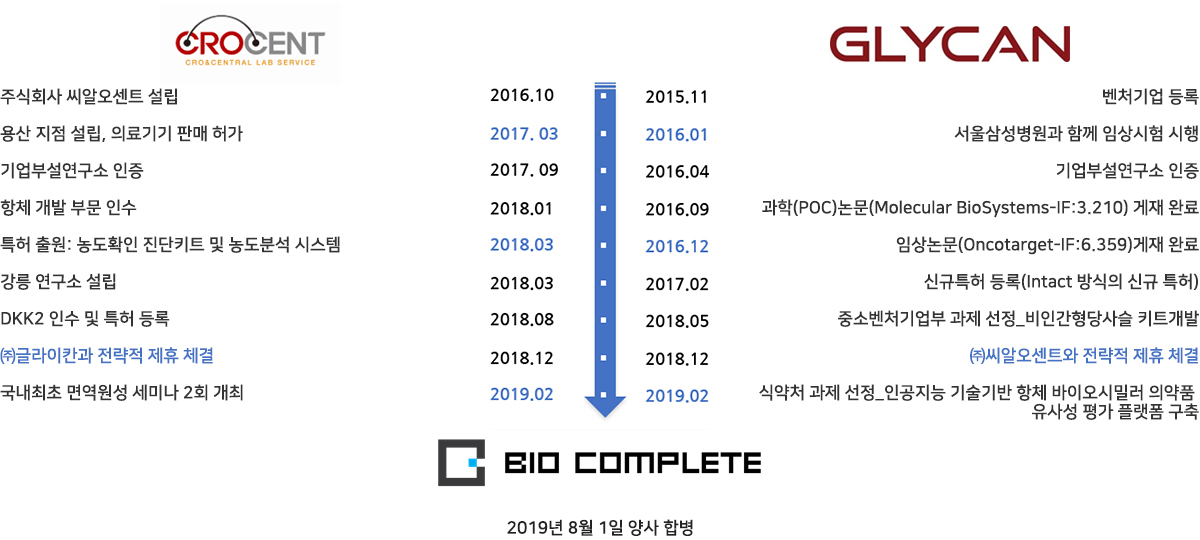 CROCENT
CRO&CENTRAL LAB SERVICE
GLYCAN
주식회사 씨알오센트 설립 2016.10 2015.11 벤처기업 등록
용산 지점 설립, 의료기기 판매 허가 2017. 03 2016.01 서울삼성병원과 함께 임상시험 시행
기업부설연구소 인증 2017. 09 2016.04 기업부설연구소 인증
항체 개발 부문 인수 2018.01 2016.09 과학(POC)논문(Molecular BioSystems-IF:3.210) 게재 완료
특허 출원: 농도확인 진단키트 및 농도분석 시스템 2018.03 2016.12 임상논문(Oncotarget-IF:6.359)게재 완료
강릉 연구소 설립 2018.03 2017.02 신규특허 등록(Intact 방식의 신규 특허)
DKK2 인수 및 특허 등록 2018.08 2018.05 중소벤처기업부 과제 선정_비인간형당사슬 키트개발
㈜글라이칸과 전략적 제휴 체결 2018.12 2018.12 ㈜씨알오센트와 전략적 제휴 체결
국내최초 면역원성 세미나 2회 개최 2019.02 2019.02 식약처 과제 선정_인공지능 기술기반 항체 바이오시밀러 의약품
유사성 평가 플랫폼 구축
BIO COMPLETE
2019년 8월 1일 양사 합병